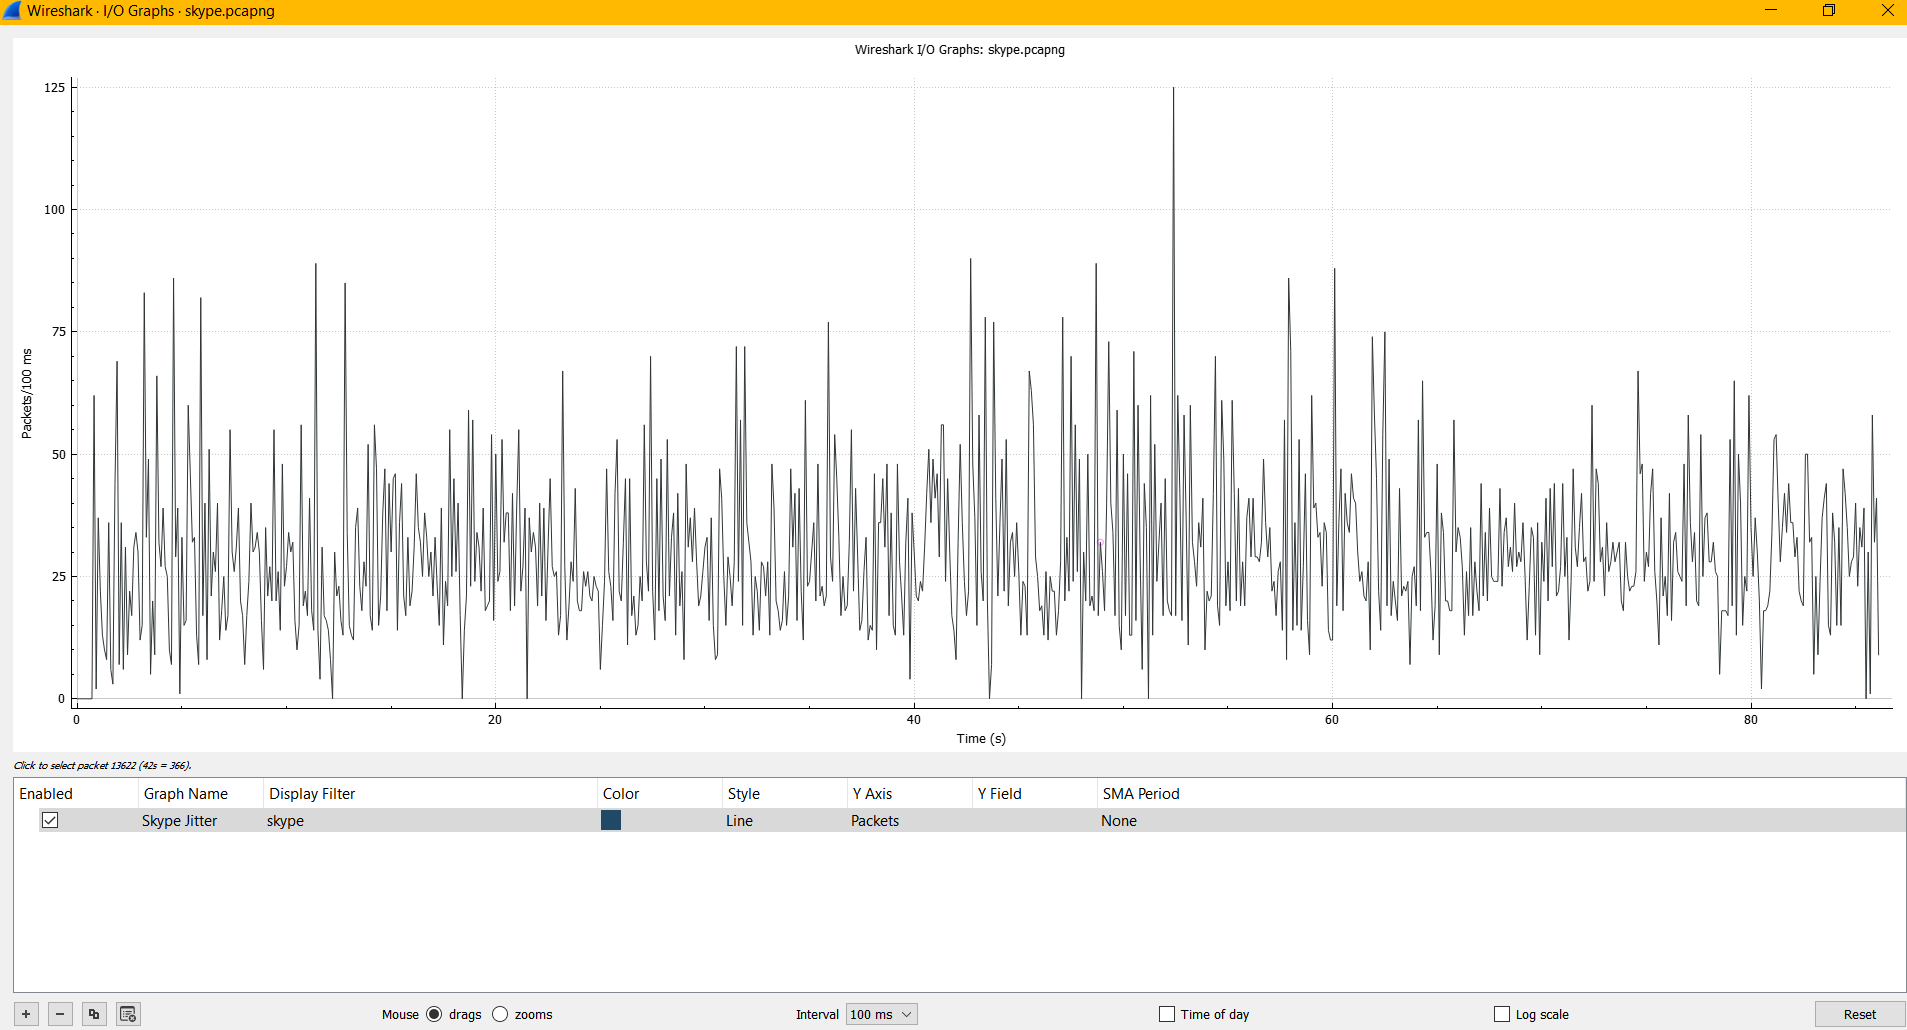 Wireshark · I/O Graphs · skype.pcapng
Wireshark I/O Graphs: skype.pcapng
125
100
75
50
25
0
Packets/100 ms
0 20 40 60 80
Time (s)
Click to select packet 13622 (42s = 366).
Enabled Graph Name Display Filter Color Style Y Axis Y Field SMA Period
Skype Jitter skype Line Packets None
+ − Mouse drags zooms Interval 100 ms Time of day Log scale Reset